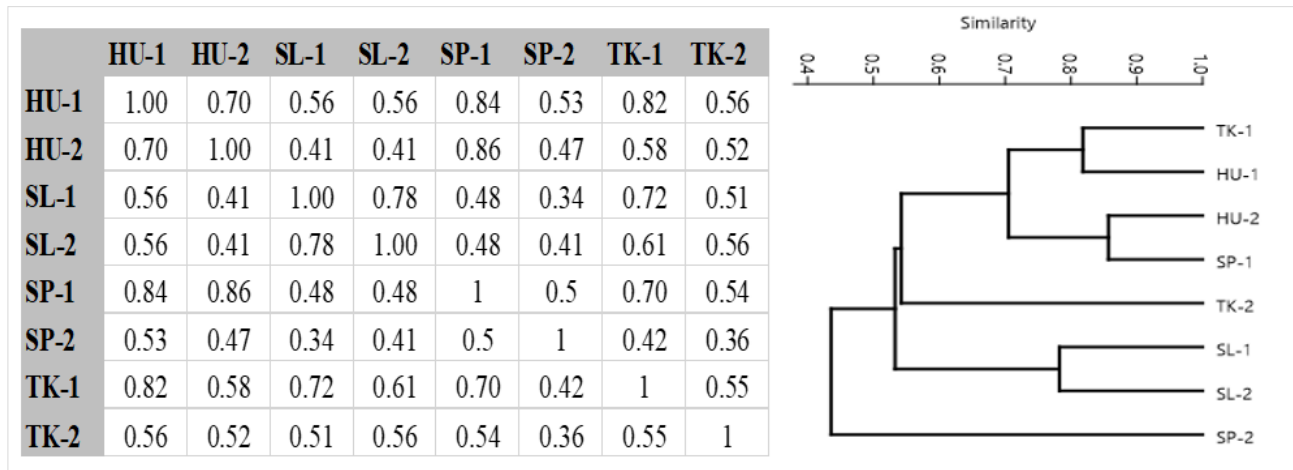 HU-1 HU-2 SL-1 SL-2 SP-1 SP-2 TK-1 TK-2
HU-1 1.00 0.70 0.56 0.56 0.84 0.53 0.82 0.56
HU-2 0.70 1.00 0.41 0.41 0.86 0.47 0.58 0.52
SL-1 0.56 0.41 1.00 0.78 0.48 0.34 0.72 0.51
SL-2 0.56 0.41 0.78 1.00 0.48 0.41 0.61 0.56
SP-1 0.84 0.86 0.48 0.48 1 0.5 0.70 0.54
SP-2 0.53 0.47 0.34 0.41 0.5 1 0.42 0.36
TK-1 0.82 0.58 0.72 0.61 0.70 0.42 1 0.55
TK-2 0.56 0.52 0.51 0.56 0.54 0.36 0.55 1
Similarity
0.4 0.5 0.6 0.7 0.8 0.9 1.0
TK-1
HU-1
HU-2
SP-1
TK-2
SL-1
SL-2
SP-2